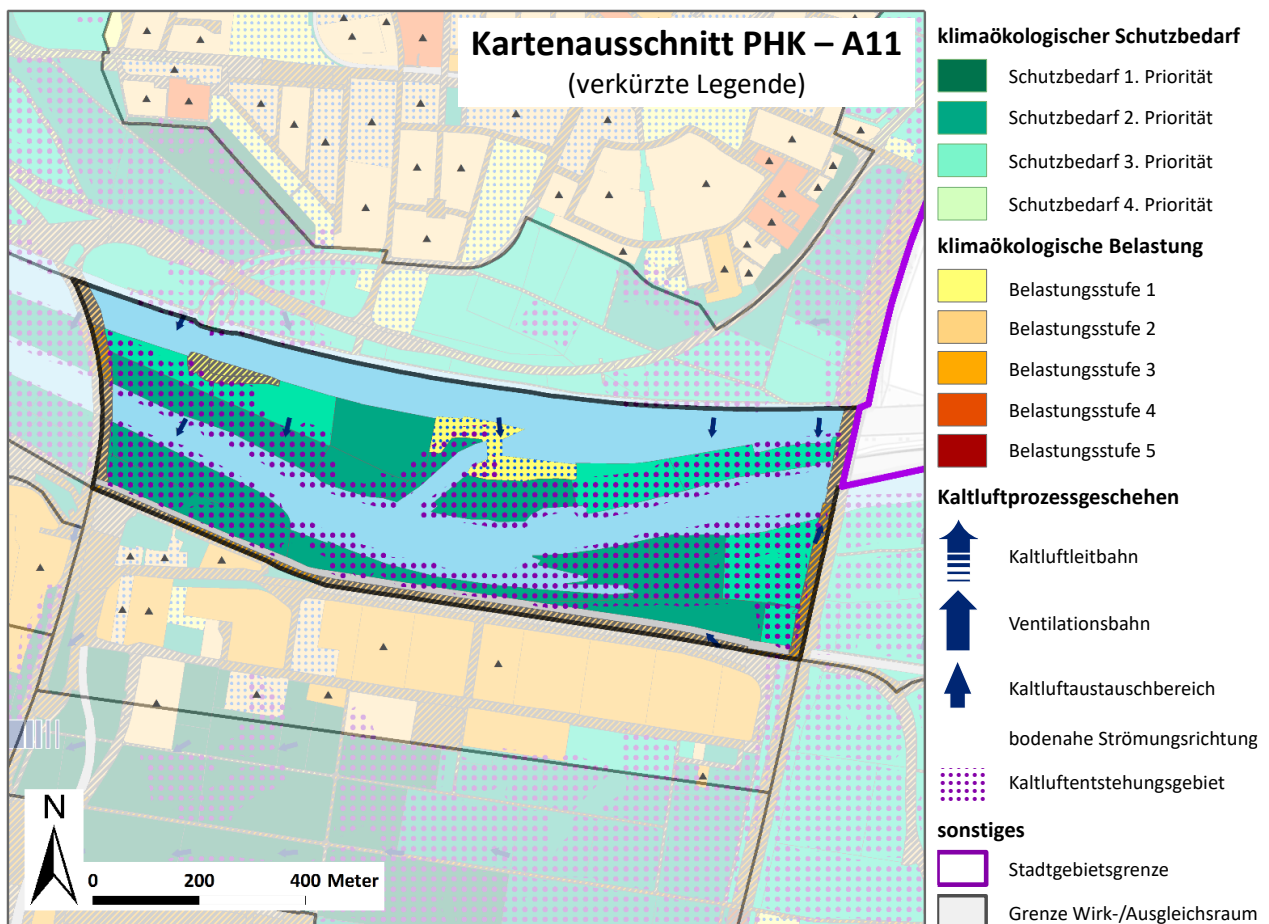 Kartenausschnitt PHK – A11
(verkürzte Legende)
klimaökologischer Schutzbedarf
Schutzbedarf 1. Priorität
Schutzbedarf 2. Priorität
Schutzbedarf 3. Priorität
Schutzbedarf 4. Priorität
klimaökologische Belastung
Belastungsstufe 1
Belastungsstufe 2
Belastungsstufe 3
Belastungsstufe 4
Belastungsstufe 5
Kaltluftprozessgeschehen
Kaltluftleitbahn
Ventilationsbahn
Kaltluftaustauschbereich
bodenahe Strömungsrichtung
Kaltluftentstehungsgebiet
sonstiges
Stadtgebietsgrenze
Grenze Wirk-/Ausgleichsraum
N
0 200 400 Meter